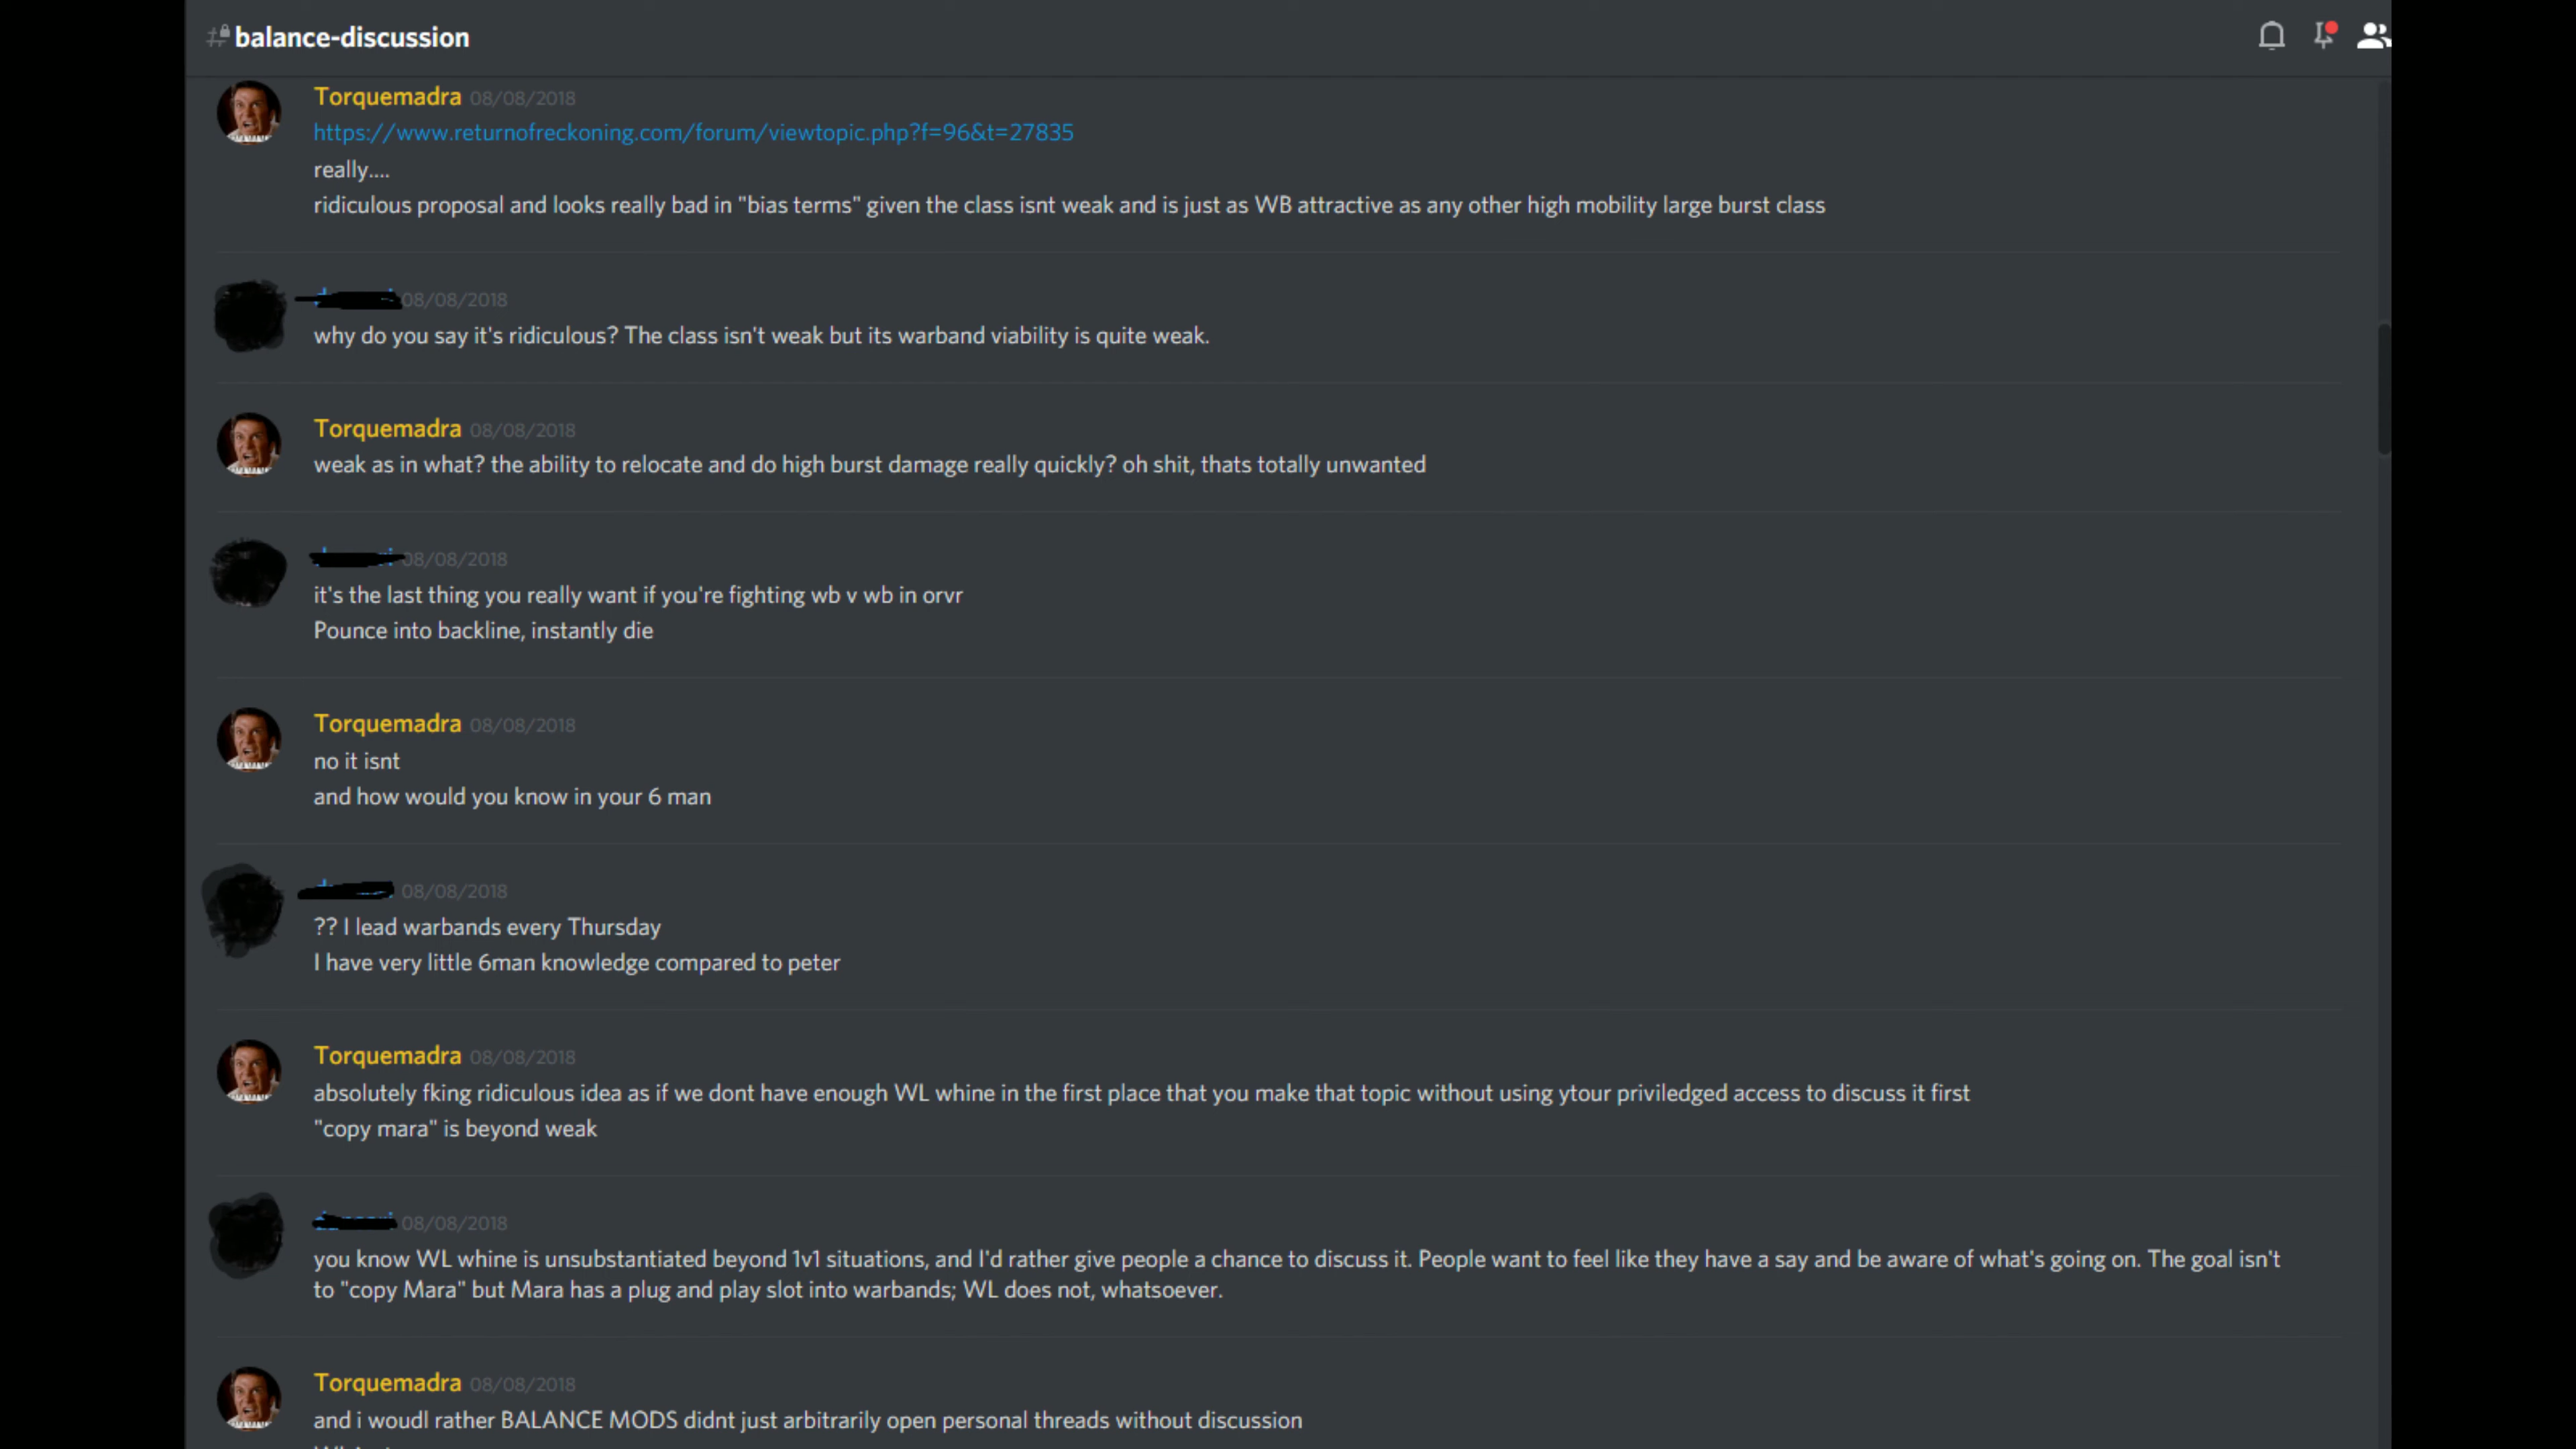 balance-discussion
Torquemadra 08/08/2018
https://www.returnofreckoning.com/forum/viewtopic.php?f=96&t=27835
really....
ridiculous proposal and looks really bad in "bias terms" given the class isnt weak and is just as WB attractive as any other high mobility large burst class
08/08/2018
why do you say it's ridiculous? The class isn't weak but its warband viability is quite weak.
Torquemadra 08/08/2018
weak as in what? the ability to relocate and do high burst damage really quickly? oh shit, thats totally unwanted
08/08/2018
it's the last thing you really want if you're fighting wb v wb in orvr
Pounce into backline, instantly die
Torquemadra 08/08/2018
no it isnt
and how would you know in your 6 man
08/08/2018
?? I lead warbands every Thursday
I have very little 6man knowledge compared to peter
Torquemadra 08/08/2018
absolutely fking ridiculous idea as if we dont have enough WL whine in the first place that you make that topic without using ytour priviledged access to discuss it first
"copy mara" is beyond weak
08/08/2018
you know WL whine is unsubstantiated beyond 1v1 situations, and I'd rather give people a chance to discuss it. People want to feel like they have a say and be aware of what's going on. The goal isn't
to "copy Mara" but Mara has a plug and play slot into warbands; WL does not, whatsoever.
Torquemadra 08/08/2018
and i woudl rather BALANCE MODS didnt just arbitrarily open personal threads without discussion